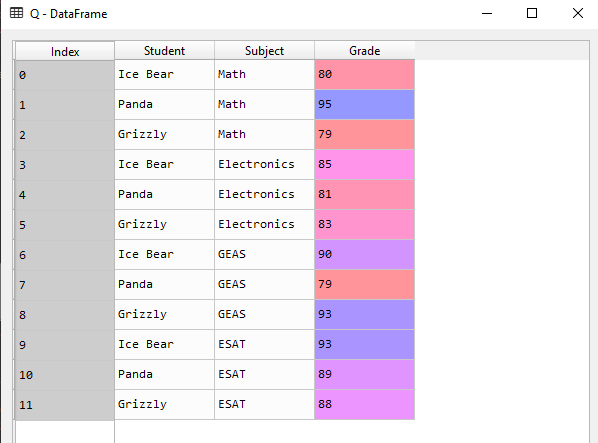 Q - DataFrame
Index Student Subject Grade
0 Ice Bear Math 80
1 Panda Math 95
2 Grizzly Math 79
3 Ice Bear Electronics 85
4 Panda Electronics 81
5 Grizzly Electronics 83
6 Ice Bear GEAS 90
7 Panda GEAS 79
8 Grizzly GEAS 93
9 Ice Bear ESAT 93
10 Panda ESAT 89
11 Grizzly ESAT 88